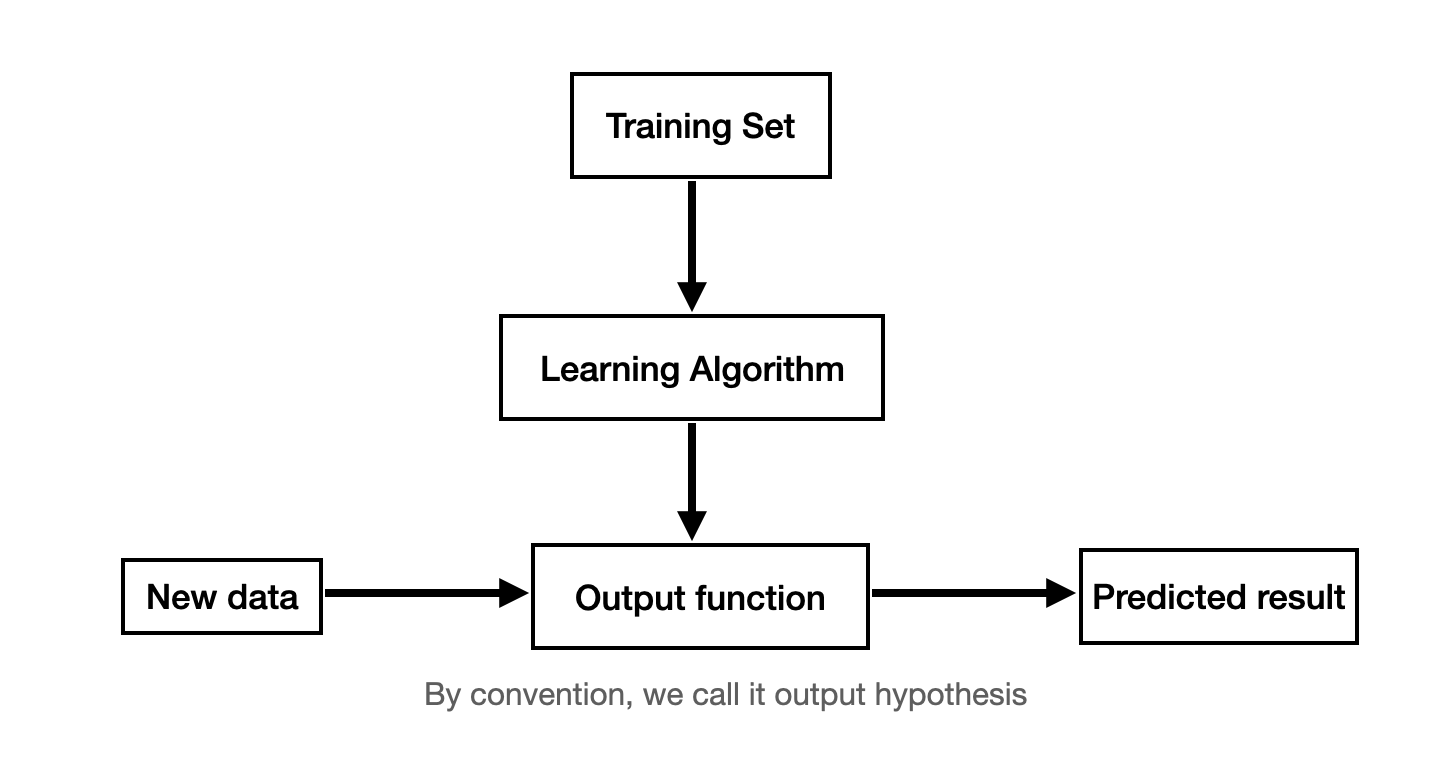 Training Set
Learning Algorithm
New data
Output function
Predicted result
By convention, we call it output hypothesis